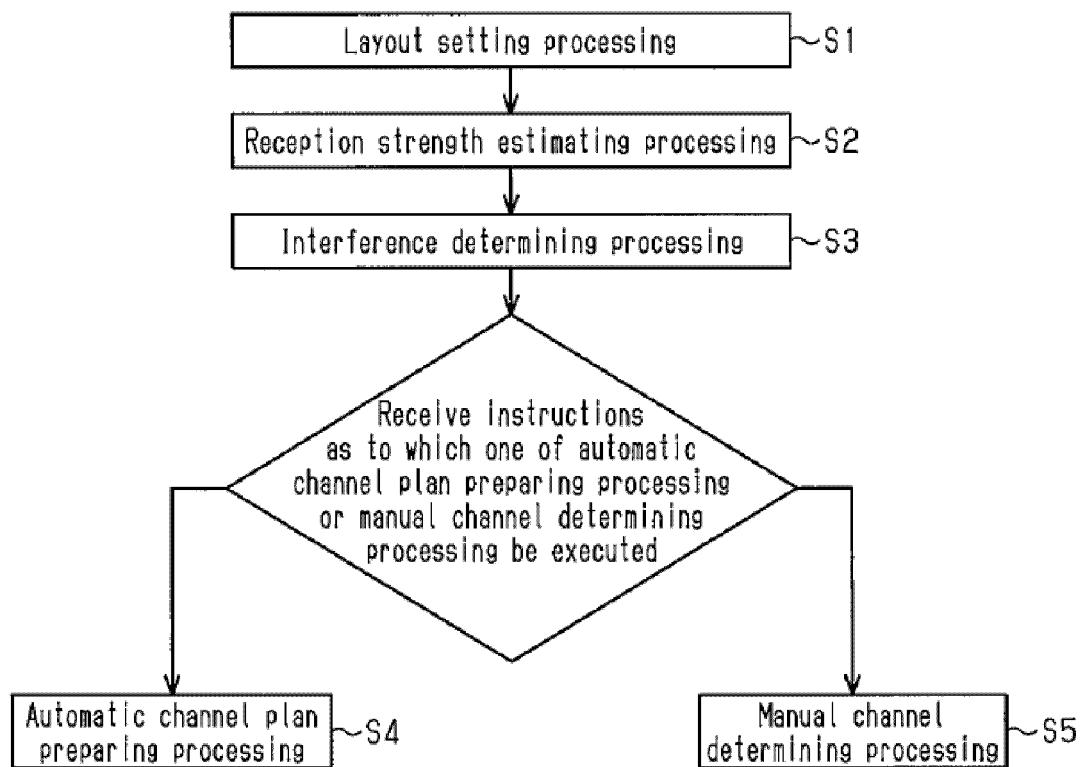 Layout setting processing ~S1
Reception strength estimating processing ~S2
Interference determining processing ~S3
Receive instructions
as to which one of automatic
channel plan preparing processing
or manual channel determining
processing be executed
Automatic channel plan
preparing processing ~S4
Manual channel
determining processing ~S5